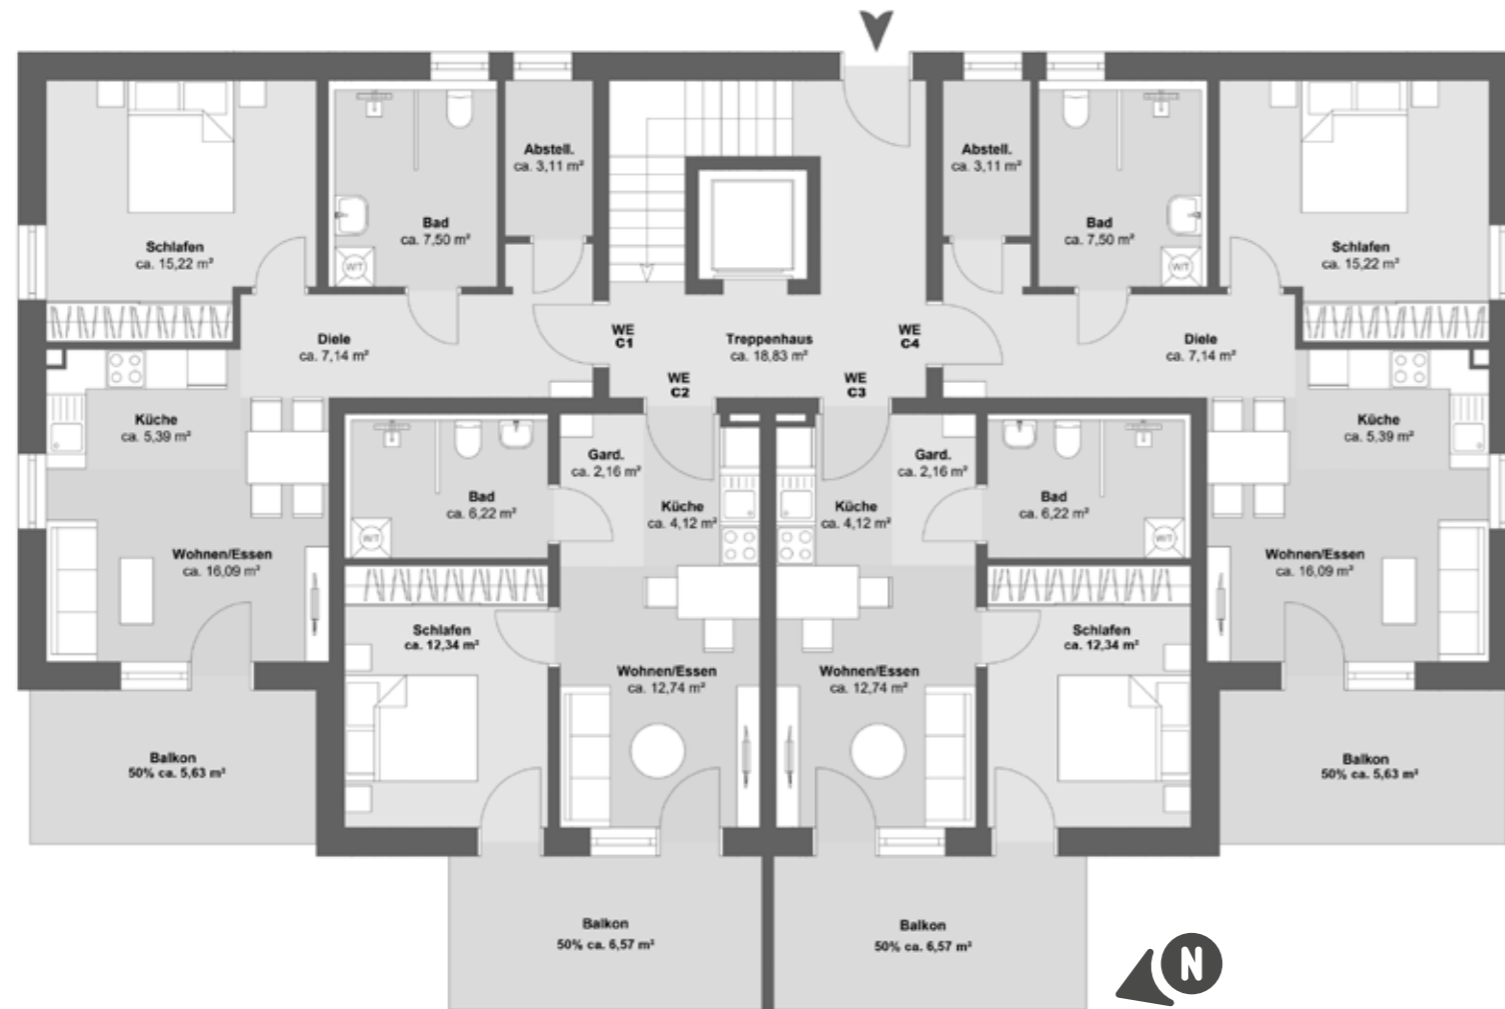 Abstell.
ca. 3,11 m²
Abstell.
ca. 3,11 m²
Bad
ca. 7,50 m²
Bad
ca. 7,50 m²
Schlafen
ca. 15,22 m²
Schlafen
ca. 15,22 m²
W/T
W/T
Diele
ca. 7,14 m²
WE
C1
Treppenhaus
ca. 18,83 m²
WE
C4
Diele
ca. 7,14 m²
WE
C2
WE
C3
Küche
ca. 5,39 m²
Küche
ca. 5,39 m²
Gard.
ca. 2,16 m²
Gard.
ca. 2,16 m²
Bad
ca. 6,22 m²
Küche
ca. 4,12 m²
Küche
ca. 4,12 m²
Bad
ca. 6,22 m²
W/T
W/T
Wohnen/Essen
ca. 16,09 m²
Wohnen/Essen
ca. 16,09 m²
Schlafen
ca. 12,34 m²
Schlafen
ca. 12,34 m²
Wohnen/Essen
ca. 12,74 m²
Wohnen/Essen
ca. 12,74 m²
Balkon
50% ca. 5,63 m²
Balkon
50% ca. 5,63 m²
Balkon
50% ca. 6,57 m²
Balkon
50% ca. 6,57 m²
N